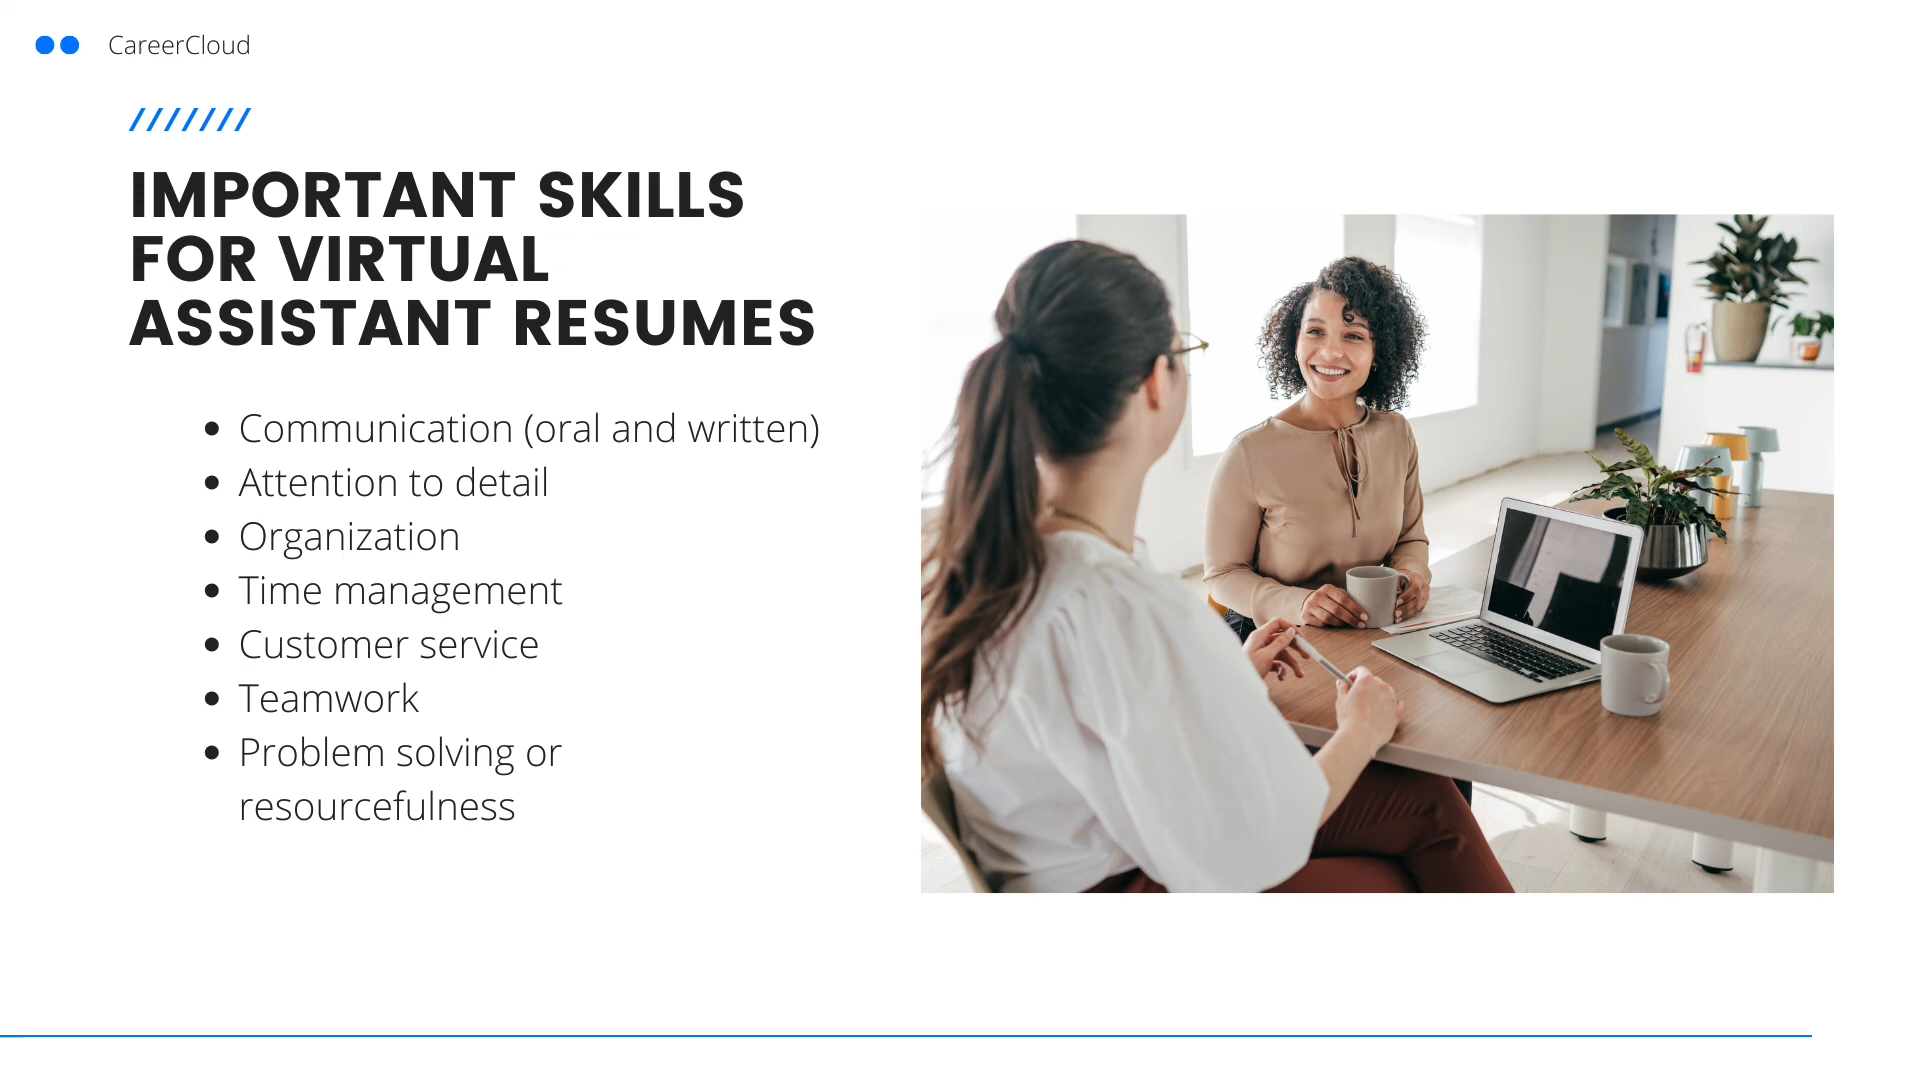 CareerCloud
IMPORTANT SKILLS
FOR VIRTUAL
ASSISTANT RESUMES
Communication (oral and written)
Attention to detail
Organization
Time management
Customer service
Teamwork
Problem solving or
resourcefulness